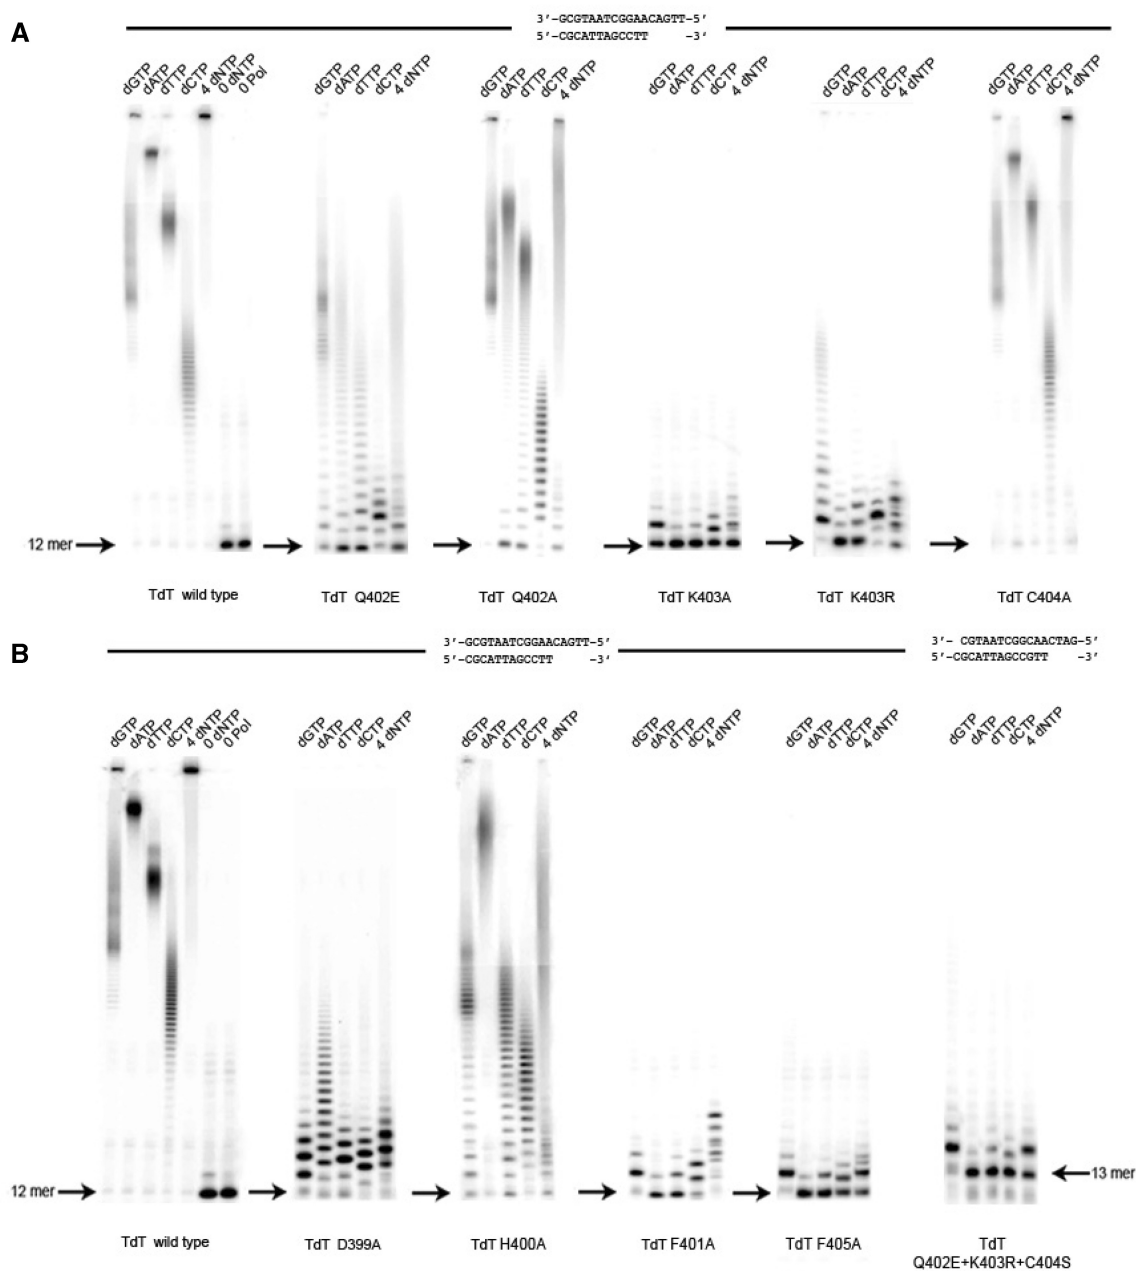 A
3’-GCGTAATCGGAACAGTT-5’
5’-CGCATTAGCCTT -3‘
dGTP dATP dTTP dCTP 4 dNTP 0 dNTP 0 Pol
dGTP dATP dTTP dCTP 4 dNTP
dGTP dATP dTTP dCTP 4 dNTP
dGTP dATP dTTP dCTP 4 dNTP
dGTP dATP dTTP dCTP 4 dNTP
dGTP dATP dTTP dCTP 4 dNTP
12 mer
TdT wild type
TdT Q402E
TdT Q402A
TdT K403A
TdT K403R
TdT C404A
B
3’-GCGTAATCGGAACAGTT-5’
5’-CGCATTAGCCTT -3‘
3’- CGTAATCGGCAACTAG-5’
5’-CGCATTAGCCGTT -3‘
dGTP dATP dTTP dCTP 4 dNTP 0 dNTP 0 Pol
dGTP dATP dTTP dCTP 4 dNTP
dGTP dATP dTTP dCTP 4 dNTP
dGTP dATP dTTP dCTP 4 dNTP
dGTP dATP dTTP dCTP 4 dNTP
dGTP dATP dTTP dCTP 4 dNTP
12 mer
13 mer
TdT wild type
TdT D399A
TdT H400A
TdT F401A
TdT F405A
TdT
Q402E+K403R+C404S